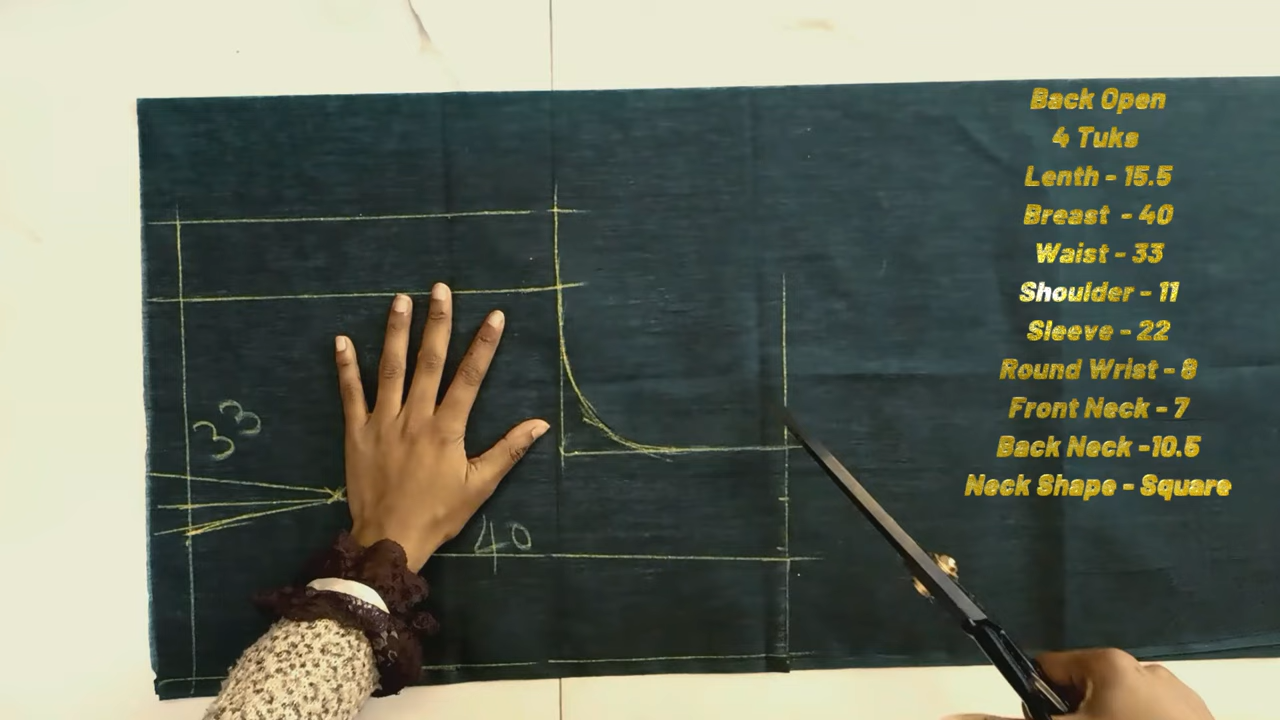 Back Open
4 Tuks
Lenth - 15.5
Breast - 40
Waist - 33
Shoulder - 11
Sleeve - 22
Round Wrist - 8
Front Neck - 7
Back Neck -10.5
Neck Shape - Square
33
40